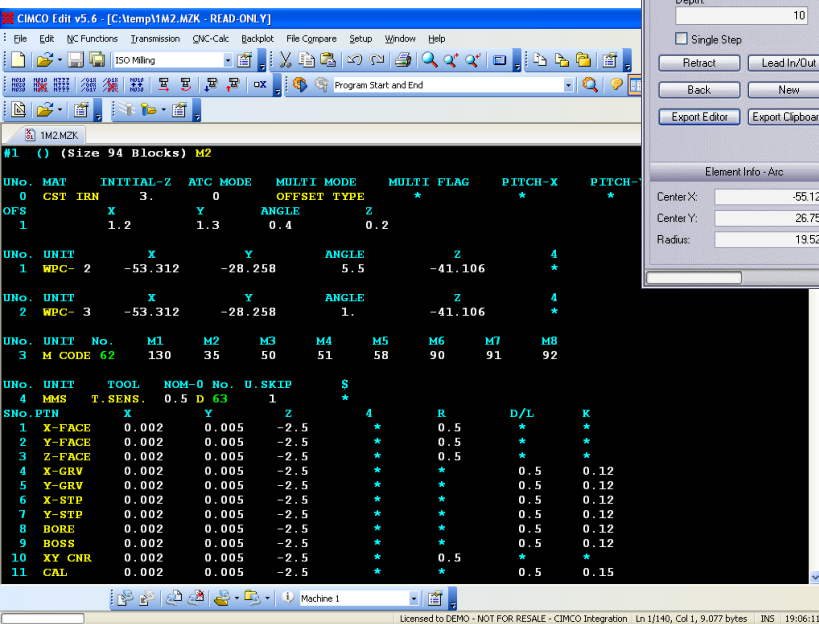 CIMCO Edit v5.6 - [C:\temp\1M2.MZK - READ-ONLY]
File Edit NC Functions Transmission CNC-Calc Backplot File Compare Setup Window Help
ISO Milling
Program Start and End
1M2.MZK
#1 () (Size 94 Blocks) M2
UNo. MAT INITIAL-Z ATC MODE MULTI MODE MULTI FLAG PITCH-X PITCH-Y
0 CST IRN 3. 0 OFFSET TYPE * * *
OFS X Y ANGLE Z
1 1.2 1.3 0.4 0.2
UNo. UNIT X Y ANGLE Z 4
1 WPC- 2 -53.312 -28.258 5.5 -41.106 *
UNo. UNIT X Y ANGLE Z 4
2 WPC- 3 -53.312 -28.258 1. -41.106 *
UNo. UNIT No. M1 M2 M3 M4 M5 M6 M7 M8
3 M CODE 62 130 35 50 51 58 90 91 92
UNo. UNIT TOOL NOM-0 No. U.SKIP $
4 MMS T.SENS. 0.5 D 63 1 *
SNo.PTN X Y Z 4 R D/L K
1 X-FACE 0.002 0.005 -2.5 * 0.5 * *
2 Y-FACE 0.002 0.005 -2.5 * 0.5 * *
3 Z-FACE 0.002 0.005 -2.5 * 0.5 * *
4 X-GRV 0.002 0.005 -2.5 * * 0.5 0.12
5 Y-GRV 0.002 0.005 -2.5 * * 0.5 0.12
6 X-STP 0.002 0.005 -2.5 * * 0.5 0.12
7 Y-STP 0.002 0.005 -2.5 * * 0.5 0.12
8 BORE 0.002 0.005 -2.5 * * 0.5 0.12
9 BOSS 0.002 0.005 -2.5 * * 0.5 0.12
10 XY CNR 0.002 0.005 -2.5 * 0.5 * *
11 CAL 0.002 0.005 -2.5 * * 0.5 0.15
Machine 1
Licensed to DEMO - NOT FOR RESALE - CIMCO Integration Ln 1/140, Col 1, 9.077 bytes INS 19:06:11
Depth:
10
Single Step
Retract Lead In/Out
Back New
Export Editor Export Clipboar
Element Info - Arc
Center X: -55.12
Center Y: 26.75
Radius: 19.52